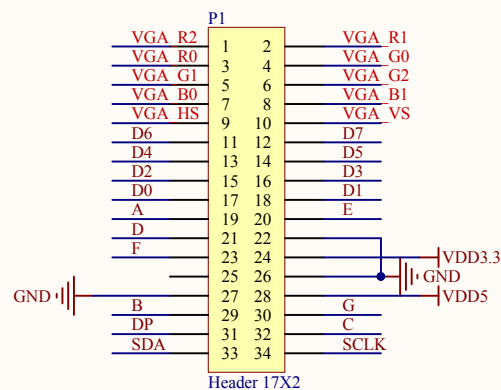 P1
VGA_R2 1 2 VGA_R1
VGA_R0 3 4 VGA_G0
VGA_G1 5 6 VGA_G2
VGA_B0 7 8 VGA_B1
VGA_HS 9 10 VGA_VS
D6 11 12 D7
D4 13 14 D5
D2 15 16 D3
D0 17 18 D1
A 19 20 E
D 21 22
F 23 24 VDD3.3
25 26 GND
GND 27 28 VDD5
B 29 30 G
DP 31 32 C
SDA 33 34 SCLK
Header 17X2